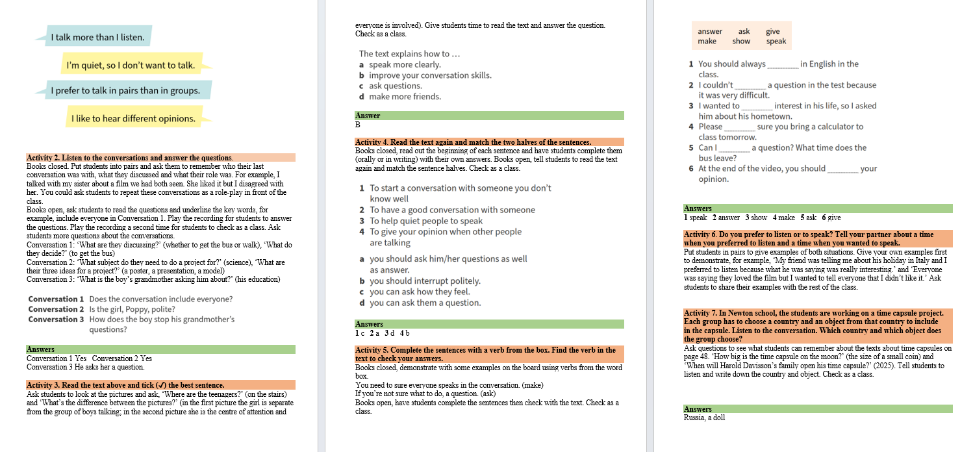 I talk more than I listen.
I'm quiet, so I don't want to talk.
I prefer to talk in pairs than in groups.
I like to hear different opinions.
Activity 2. Listen to the conversations and answer the questions.
Books closed. Put students into pairs and ask them to remember who their last
conversation was with, what they discussed and what their role was. For example, I
talked with my sister about a film we had both seen. She liked it but I disagreed with
her. You could ask students to repeat these conversations as a role-play in front of the
class.
Books open, ask students to read the questions and underline the key words, for
example, include everyone in Conversation 1. Play the recording for students to answer
the questions. Play the recording a second time for students to check as a class. Ask
students more questions about the conversations.
Conversation 1: 'What are they discussing?' (whether to get the bus or walk), 'What do
they decide?' (to get the bus)
Conversation 2: 'What subject do they need to do a project for?' (science), 'What are
their three ideas for a project?' (a poster, a presentation, a model)
Conversation 3: 'What is the boy's grandmother asking him about?' (his education)
Conversation 1 Does the conversation include everyone?
Conversation 2 Is the girl, Poppy, polite?
Conversation 3 How does the boy stop his grandmother's
questions?
Answers
Conversation 1 Yes Conversation 2 Yes
Conversation 3 He asks her a question.
Activity 3. Read the text above and tick (✓) the best sentence.
Ask students to look at the pictures and ask, 'Where are the teenagers?' (on the stairs)
and 'What's the difference between the pictures?' (in the first picture the girl is separate
from the group of boys talking; in the second picture she is the centre of attention and
everyone is involved). Give students time to read the text and answer the question.
Check as a class.
The text explains how to ...
a speak more clearly.
b improve your conversation skills.
c ask questions.
d make more friends.
Answer
B
Activity 4. Read the text again and match the two halves of the sentences.
Books closed, read out the beginning of each sentence and have students complete them
(orally or in writing) with their own answers. Books open, tell students to read the text
again and match the sentence halves. Check as a class.
1 To start a conversation with someone you don't
know well
2 To have a good conversation with someone
3 To help quiet people to speak
4 To give your opinion when other people
are talking
a you should ask him/her questions as well
as answer.
b you should interrupt politely.
c you can ask how they feel.
d you can ask them a question.
Answers
1 c 2 a 3 d 4 b
Activity 5. Complete the sentences with a verb from the box. Find the verb in the
text to check your answers.
Books closed, demonstrate with some examples on the board using verbs from the word
box.
You need to sure everyone speaks in the conversation. (make)
If you're not sure what to do, a question. (ask)
Books open, have students complete the sentences then check with the text. Check as a
class.
answer ask give
make show speak
1 You should always ______ in English in the
class.
2 I couldn't ______ a question in the test because
it was very difficult.
3 I wanted to ______ interest in his life, so I asked
him about his hometown.
4 Please ______ sure you bring a calculator to
class tomorrow.
5 Can I ______ a question? What time does the
bus leave?
6 At the end of the video, you should ______ your
opinion.
Answers
1 speak 2 answer 3 show 4 make 5 ask 6 give
Activity 6. Do you prefer to listen or to speak? Tell your partner about a time
when you preferred to listen and a time when you wanted to speak.
Put students in pairs to give examples of both situations. Give your own examples first
to demonstrate, for example, 'My friend was telling me about his holiday in Italy and I
preferred to listen because what he was saying was really interesting.' and 'Everyone
was saying they loved the film but I wanted to tell everyone that I didn't like it.' Ask
students to share their examples with the rest of the class.
Activity 7. In Newton school, the students are working on a time capsule project.
Each group has to choose a country and an object from that country to include
in the capsule. Listen to the conversation. Which country and which object does
the group choose?
Ask questions to see what students can remember about the texts about time capsules on
page 48. 'How big is the time capsule on the moon?' (the size of a small coin) and
'When will Harold Davisson's family open his time capsule?' (2025). Tell students to
listen and write down the country and object. Check as a class.
Answers
Russia, a doll